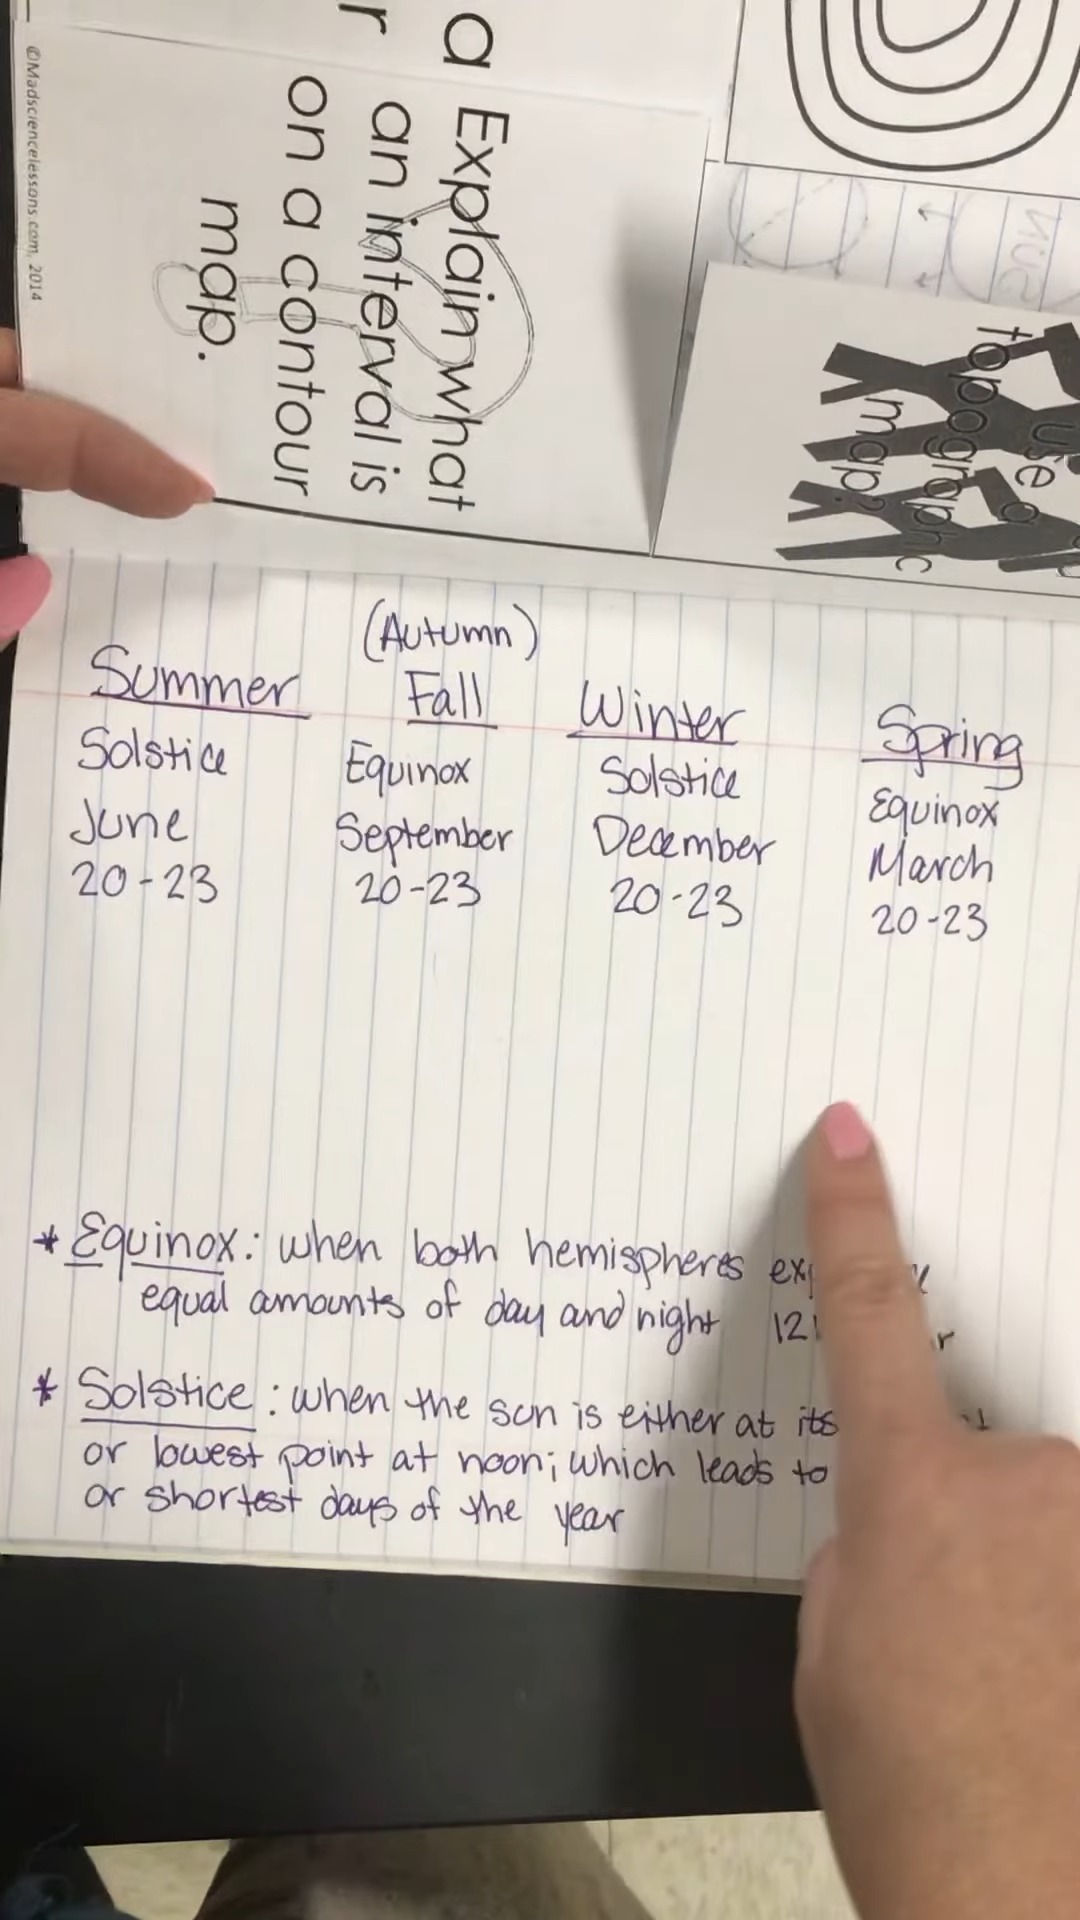 a Explain what
r an interval is
on a contour
map.
©Madsciencelessons.com, 2014
use a
topographic
map?
(Autumn)
Summer Fall Winter Spring
Solstice Equinox Solstice Equinox
June September December March
20-23 20-23 20-23 20-23
* Equinox: when both hemispheres
equal amounts of day and night
* Solstice: when the sun is either at its
or lowest point at noon; which leads to
or shortest days of the year